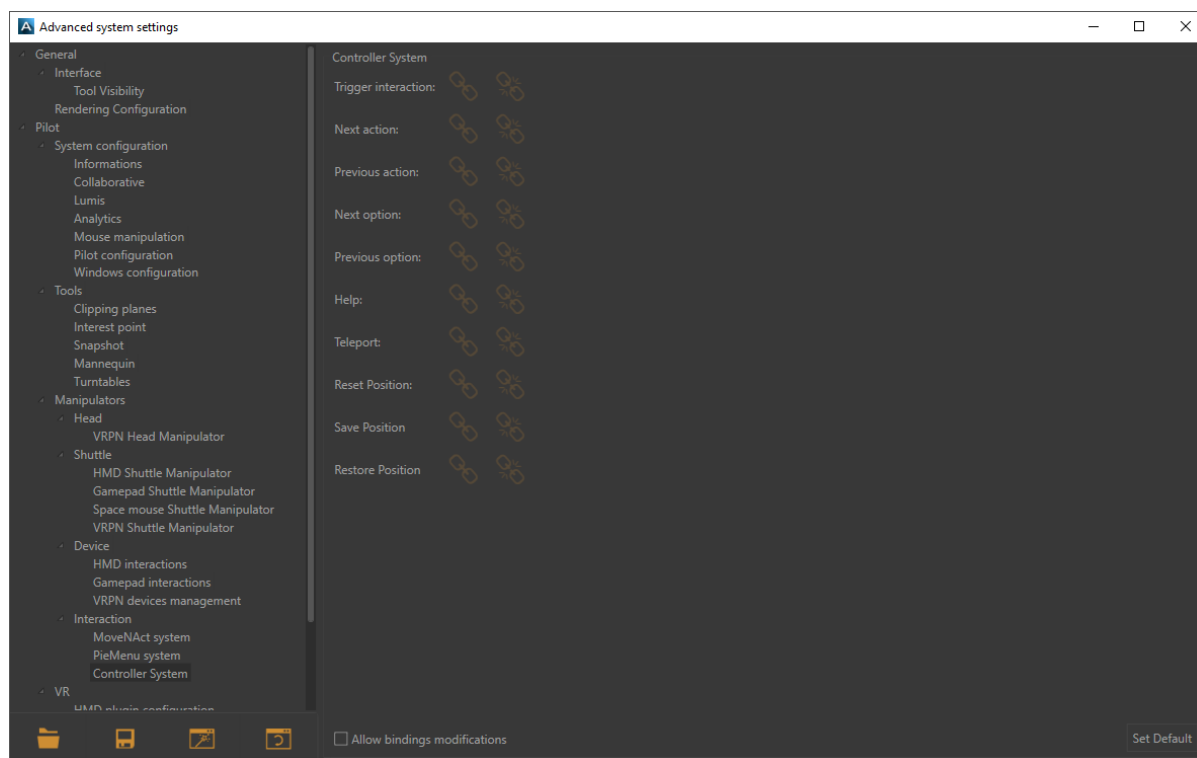 Advanced system settings
General
Interface
Tool Visibility
Rendering Configuration
Pilot
System configuration
Informations
Collaborative
Lumis
Analytics
Mouse manipulation
Pilot configuration
Windows configuration
Tools
Clipping planes
Interest point
Snapshot
Mannequin
Turntables
Manipulators
Head
VRPN Head Manipulator
Shuttle
HMD Shuttle Manipulator
Gamepad Shuttle Manipulator
Space mouse Shuttle Manipulator
VRPN Shuttle Manipulator
Device
HMD interactions
Gamepad interactions
VRPN devices management
Interaction
MoveNAct system
PieMenu system
Controller System
VR
HMD plugin configuration
Controller System
Trigger interaction:
Next action:
Previous action:
Next option:
Previous option:
Help:
Teleport:
Reset Position:
Save Position
Restore Position
Allow bindings modifications
Set Default